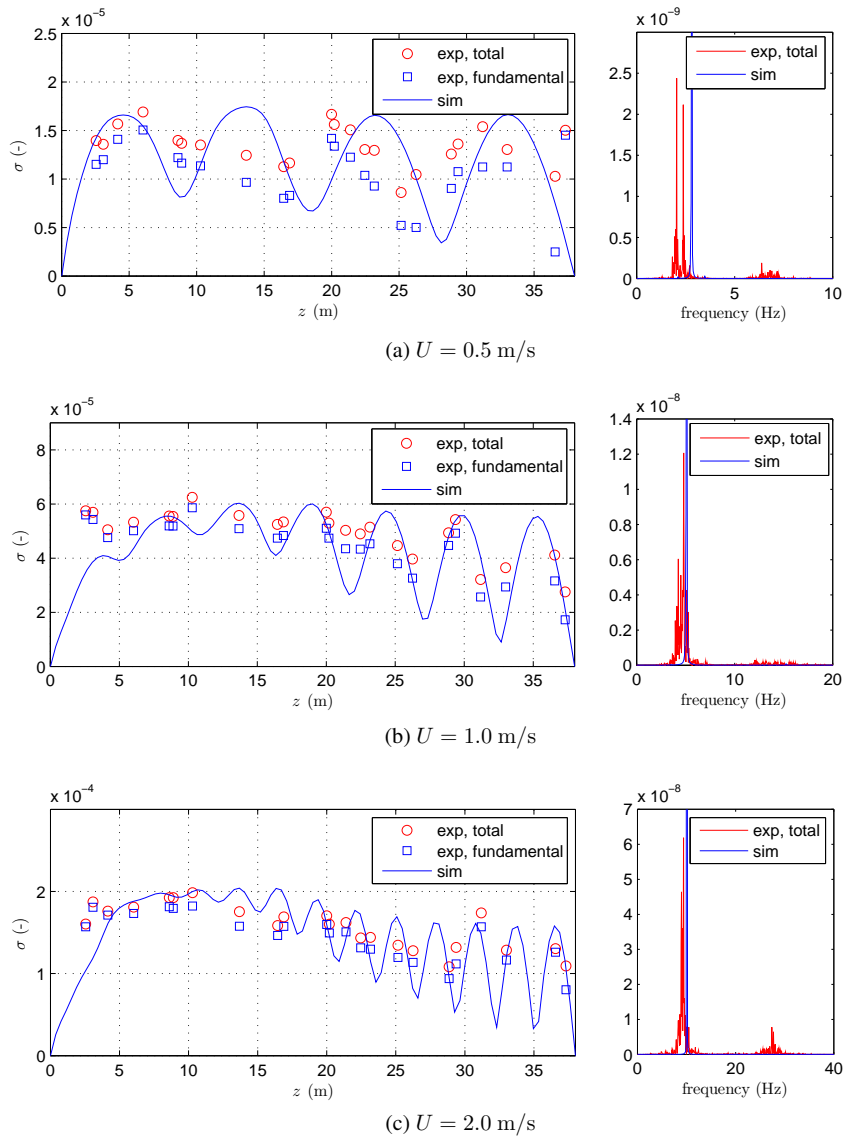 x 10⁻⁵
2.5
2
1.5
1
0.5
0
σ (-)
0 5 10 15 20 25 30 35
z (m)
exp, total
exp, fundamental
sim
x 10⁻⁹
3
2.5
2
1.5
1
0.5
0
0 5 10
frequency (Hz)
exp, total
sim
(a) U = 0.5 m/s
x 10⁻⁵
8
6
4
2
0
σ (-)
0 5 10 15 20 25 30 35
z (m)
exp, total
exp, fundamental
sim
x 10⁻⁸
1.4
1.2
1
0.8
0.6
0.4
0.2
0
0 10 20
frequency (Hz)
exp, total
sim
(b) U = 1.0 m/s
x 10⁻⁴
2
1
0
σ (-)
0 5 10 15 20 25 30 35
z (m)
exp, total
exp, fundamental
sim
x 10⁻⁸
7
6
5
4
3
2
1
0
0 20 40
frequency (Hz)
exp, total
sim
(c) U = 2.0 m/s